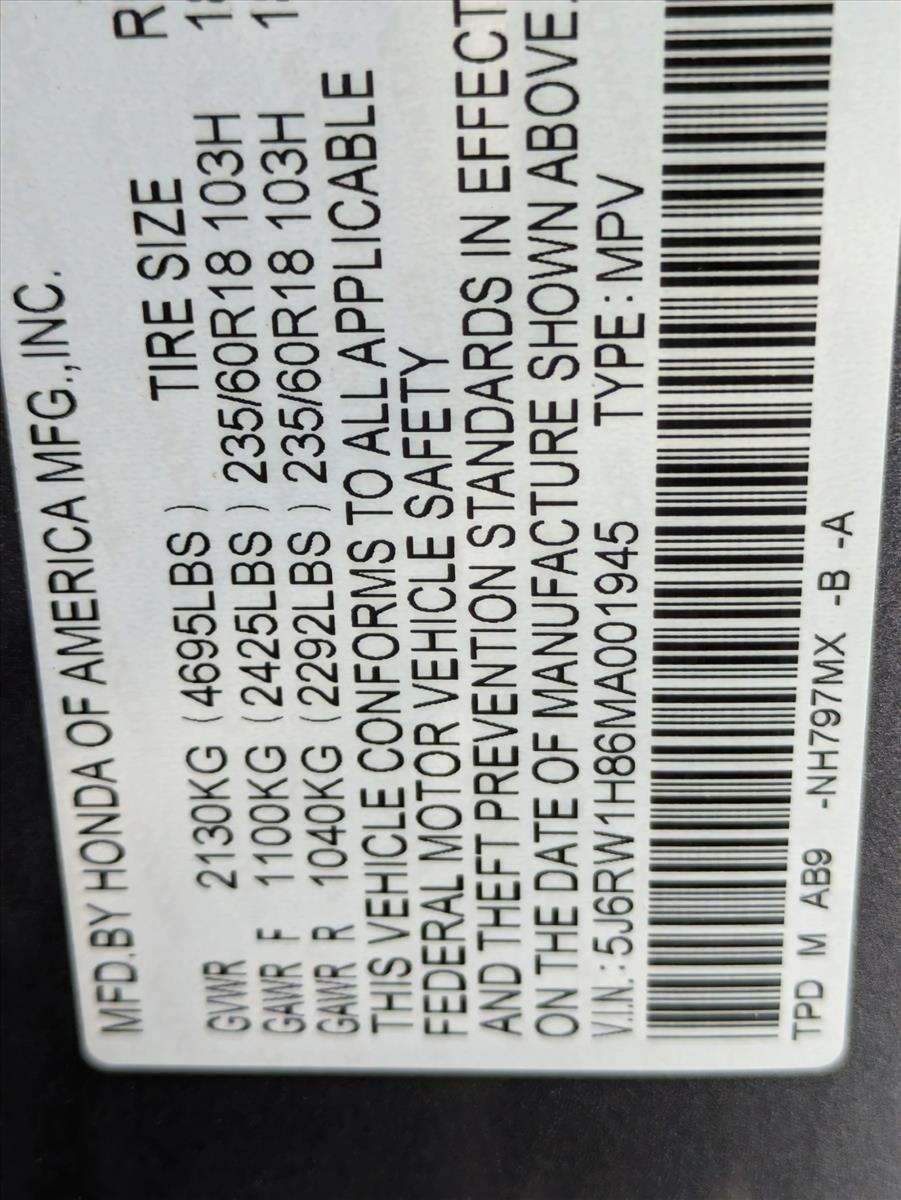 MFD.BY HONDA OF AMERICA MFG.,INC.
TIRE SIZE R
GVWR 2130KG (4695LBS)
GAWR F 1100KG (2425LBS) 235/60R18 103H
GAWR R 1040KG (2292LBS) 235/60R18 103H
THIS VEHICLE CONFORMS TO ALL APPLICABLE
FEDERAL MOTOR VEHICLE SAFETY
AND THEFT PREVENTION STANDARDS IN EFFECT
ON THE DATE OF MANUFACTURE SHOWN ABOVE.
V.I.N.: 5J6RW1H86MA001945 TYPE: MPV
TPD M AB9 -NH797MX -B -A